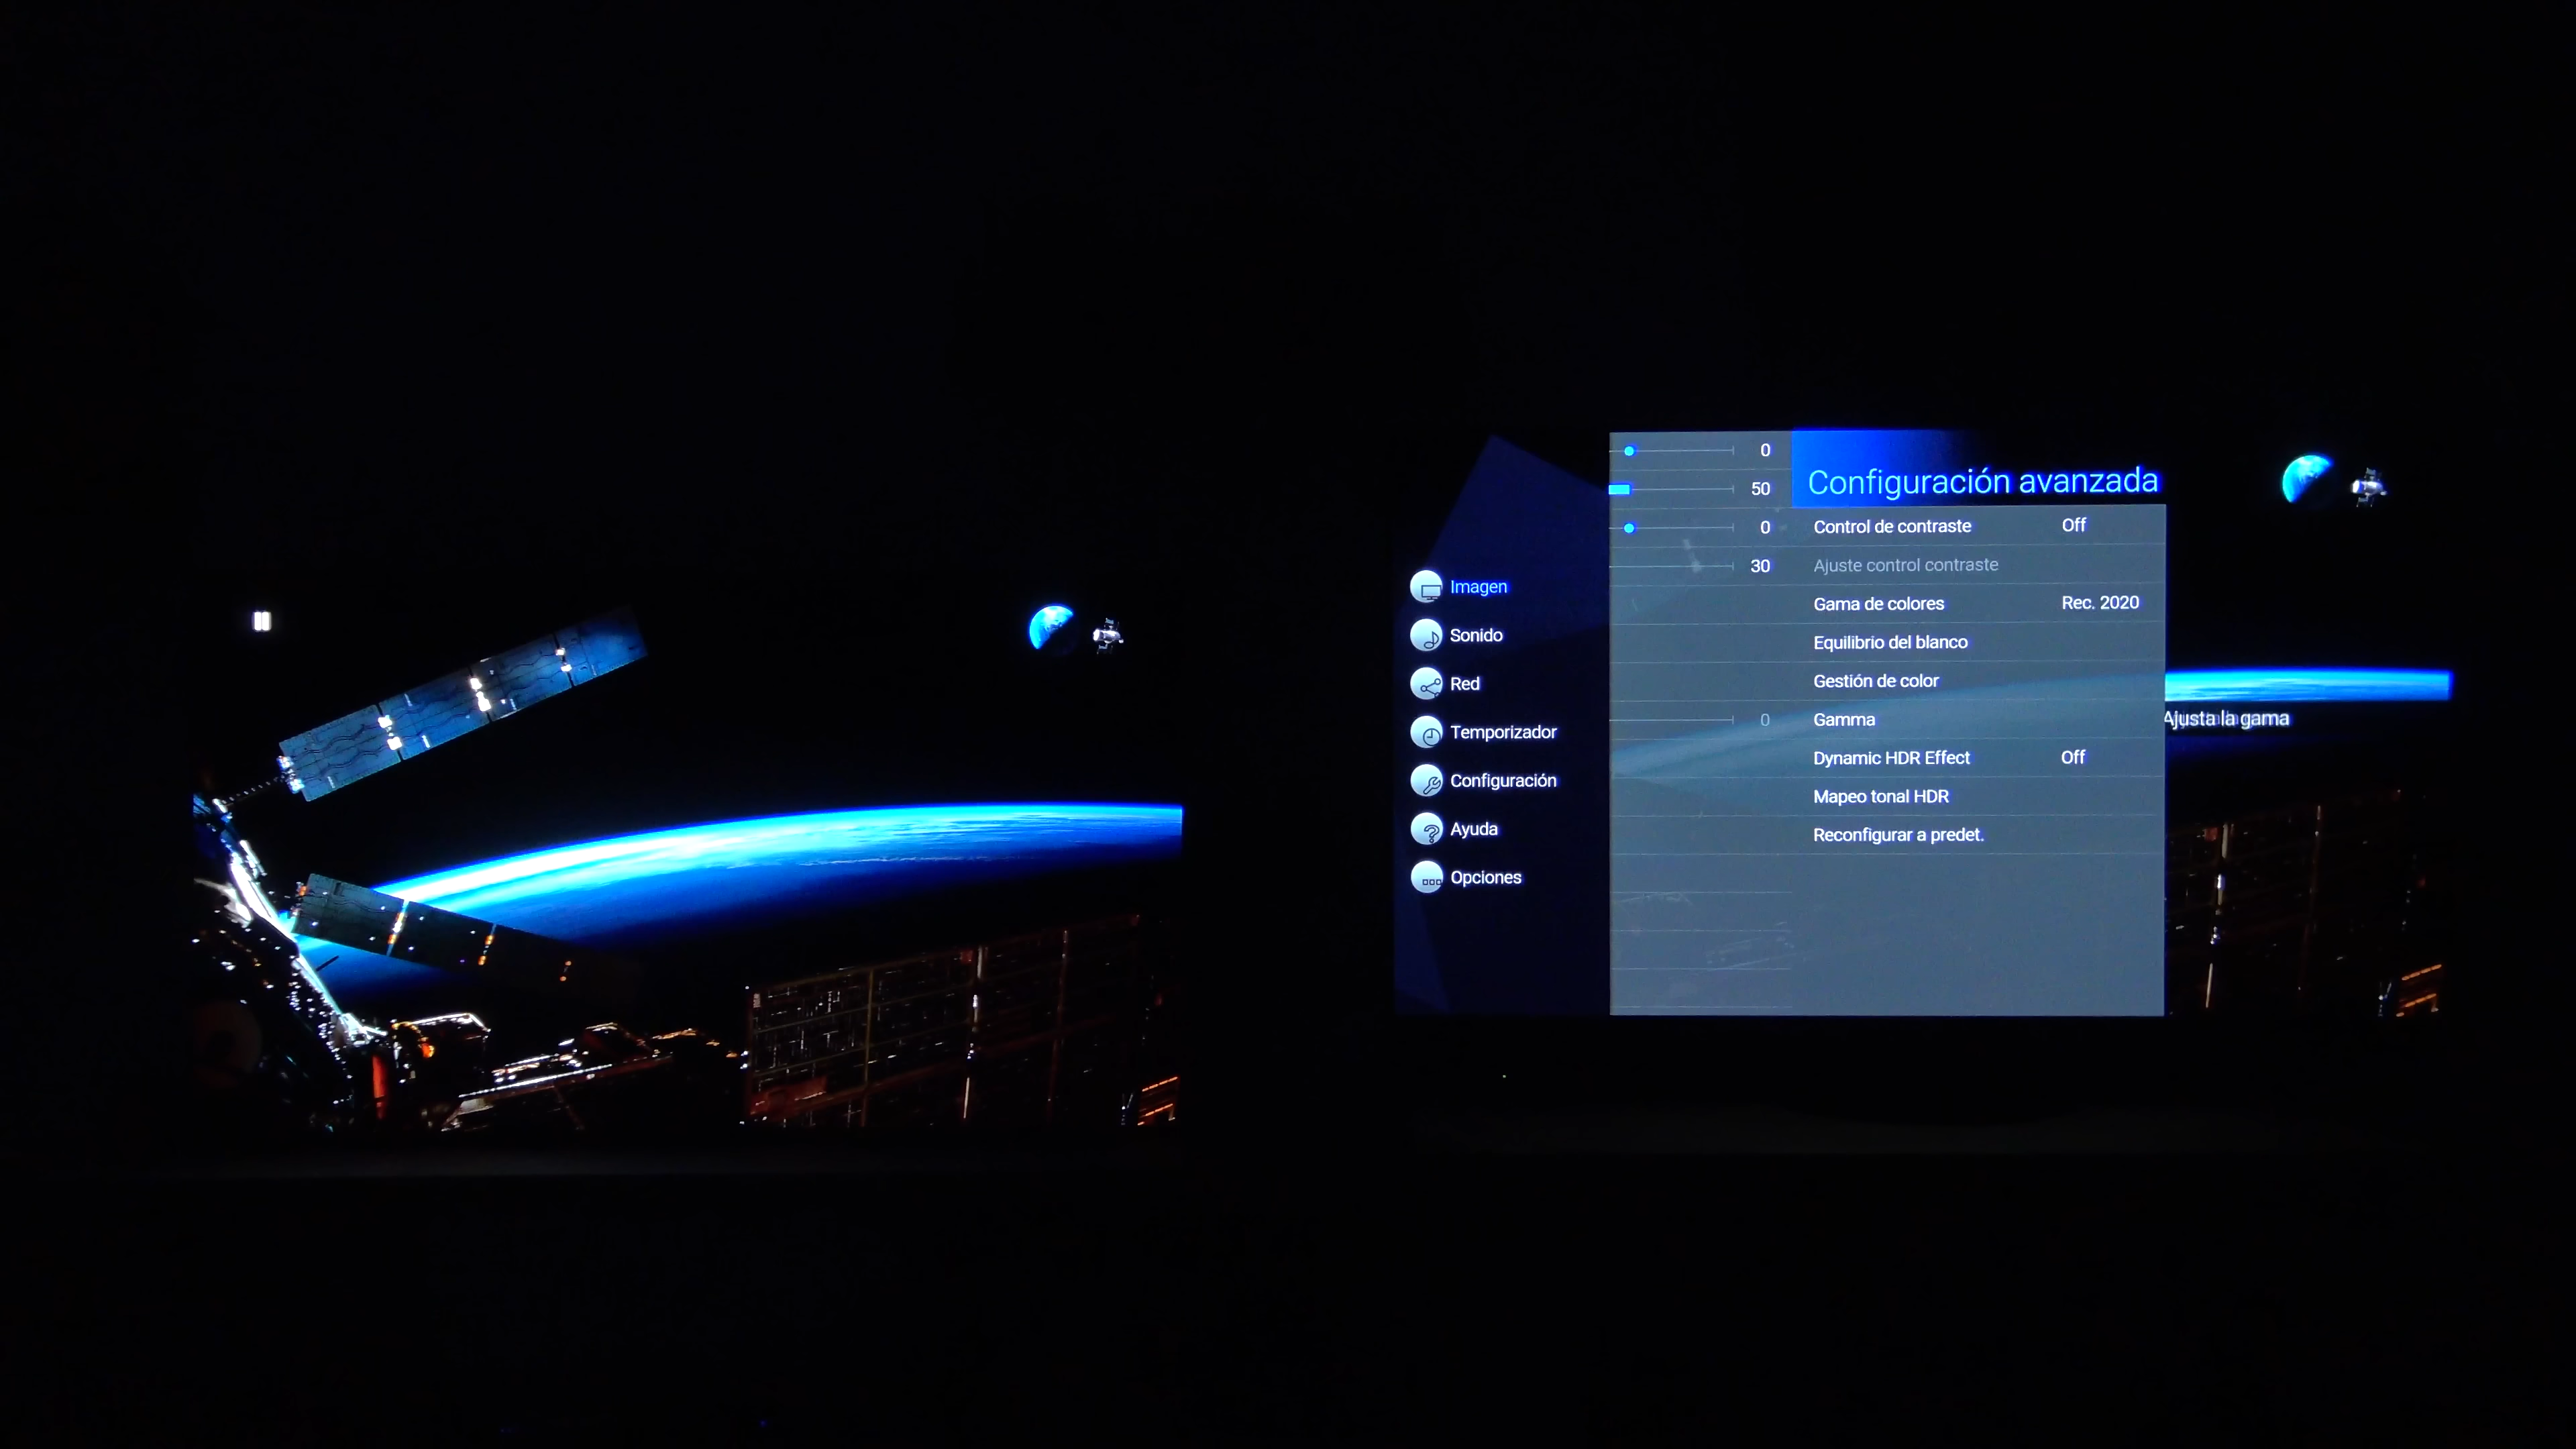 Imagen
Sonido
Red
Temporizador
Configuración
Ayuda
Opciones
0
50
0
30
0
Configuración avanzada
Control de contraste Off
Ajuste control contraste
Gama de colores Rec. 2020
Equilibrio del blanco
Gestión de color
Gamma
Dynamic HDR Effect Off
Mapeo tonal HDR
Reconfigurar a predet.
Ajusta la gama